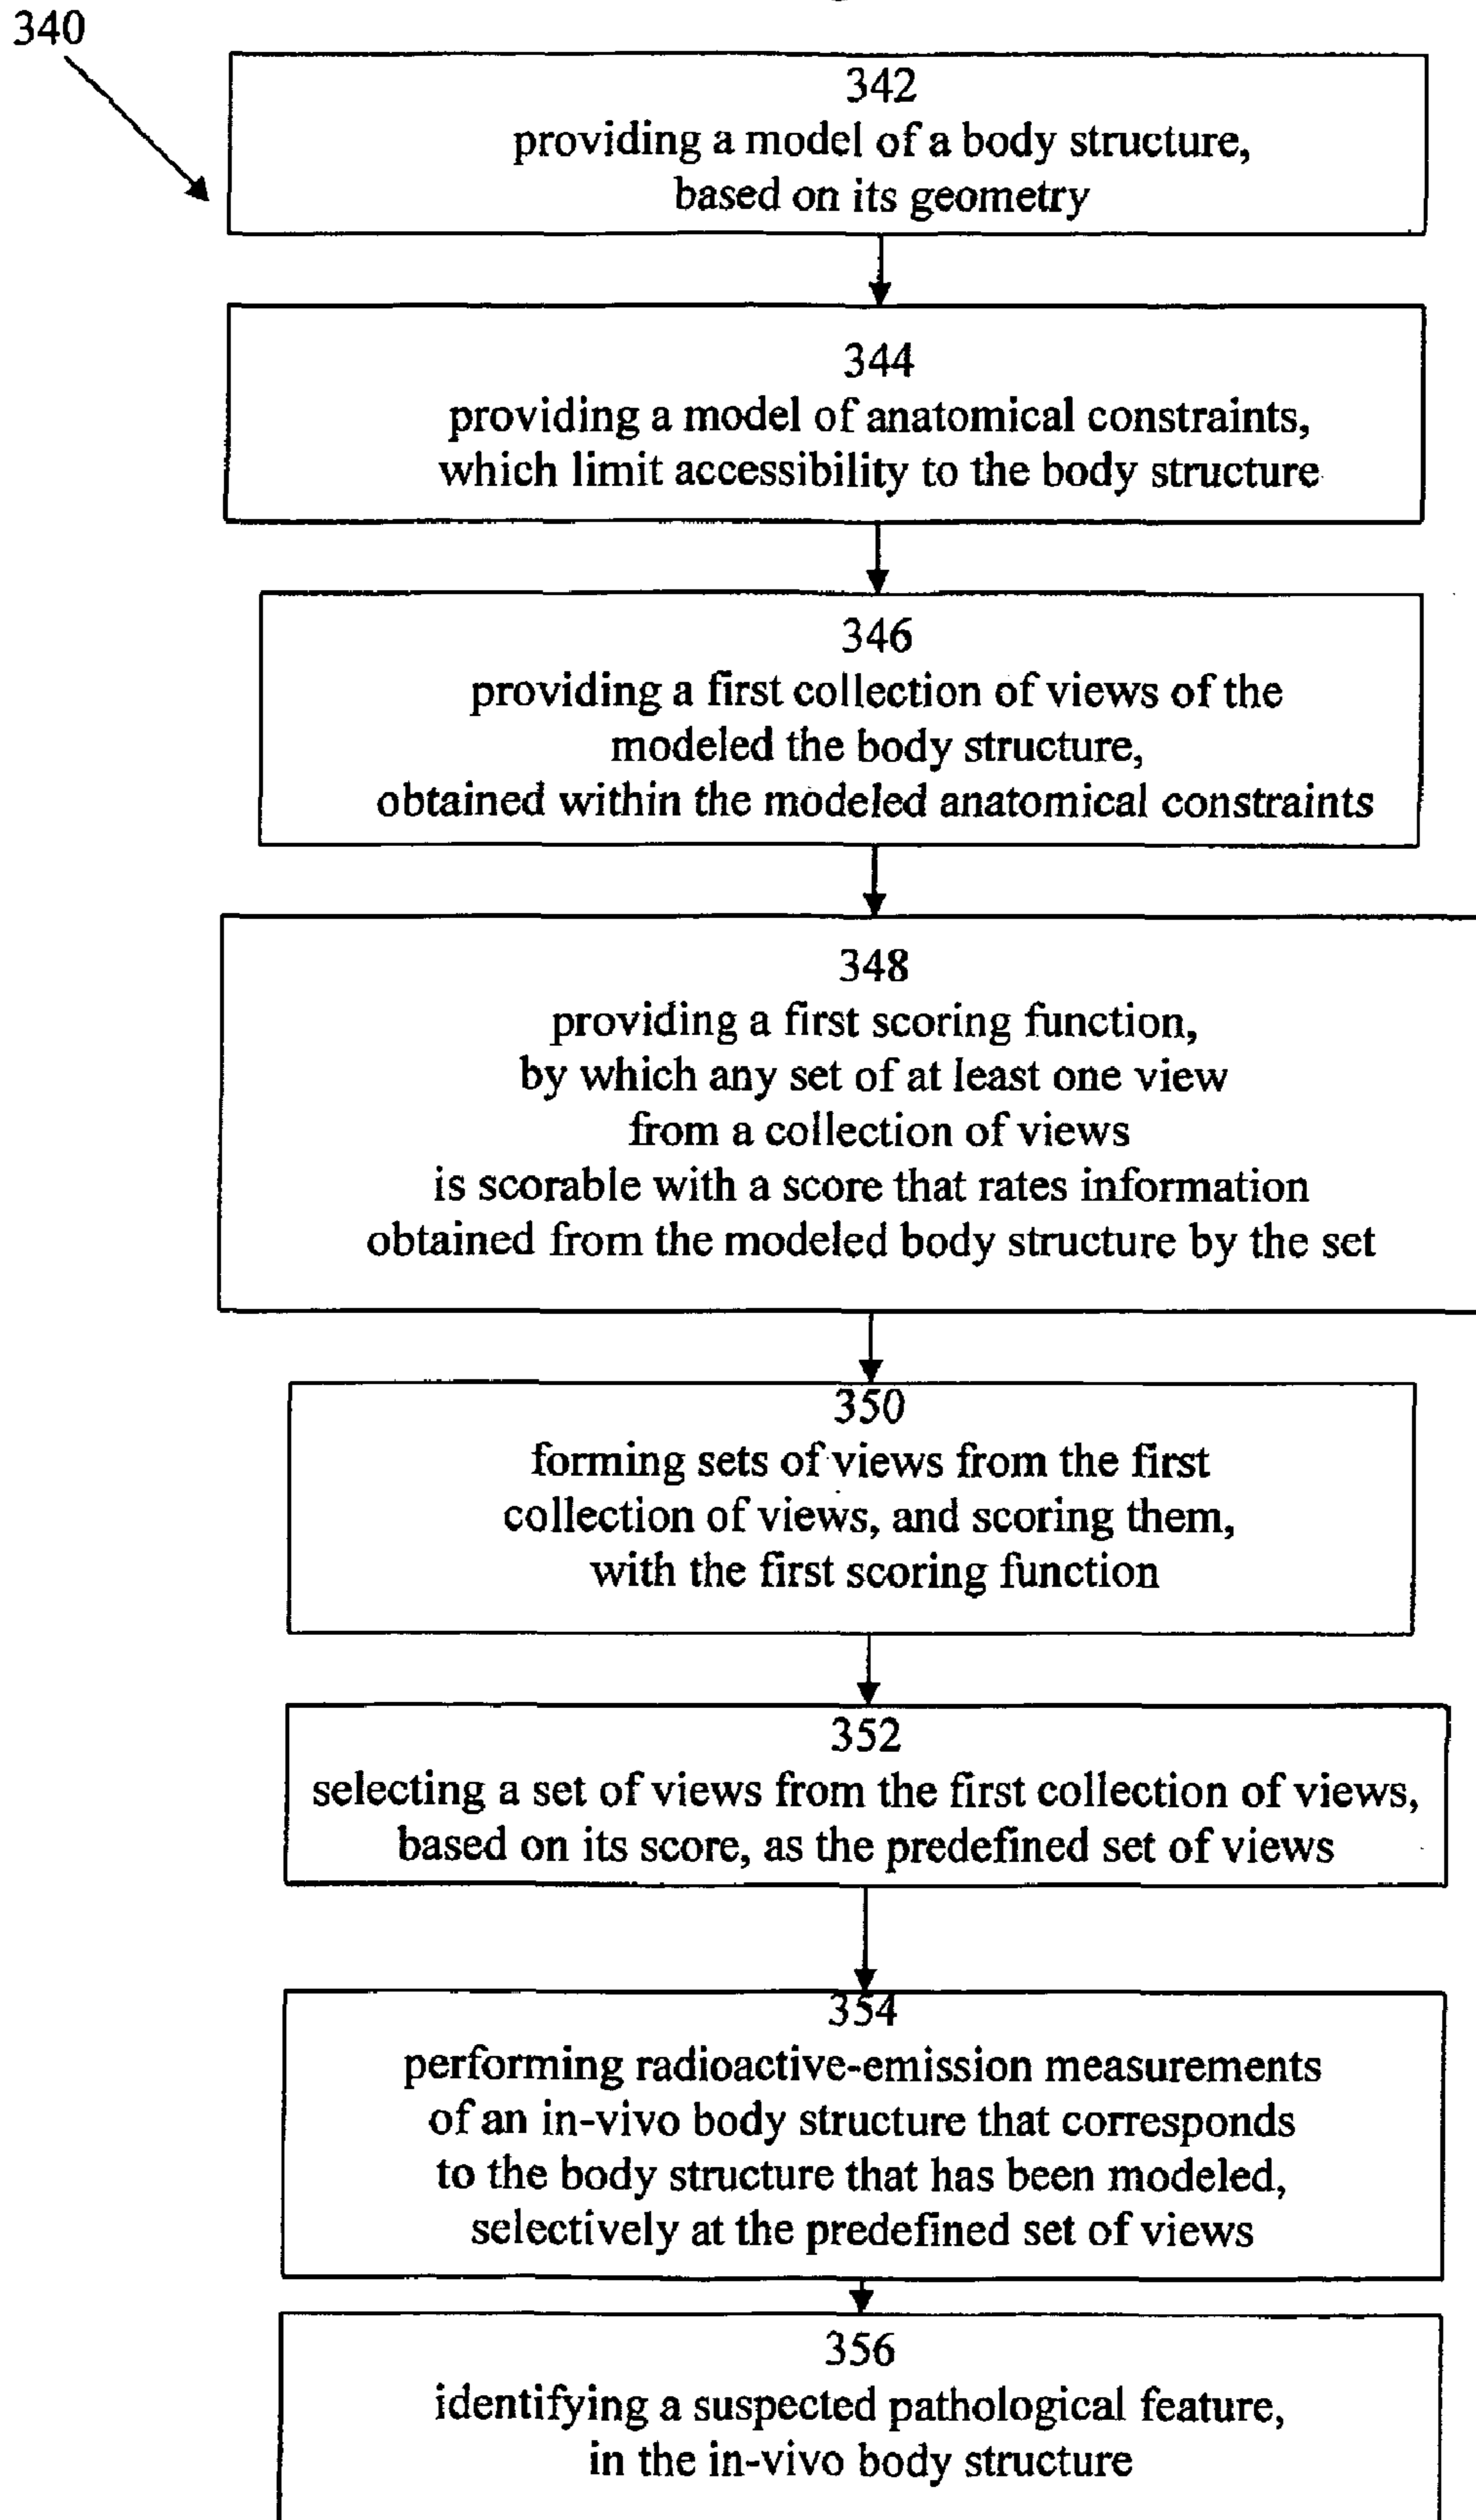 340
342
providing a model of a body structure,
based on its geometry
344
providing a model of anatomical constraints,
which limit accessibility to the body structure
346
providing a first collection of views of the
modeled the body structure,
obtained within the modeled anatomical constraints
348
providing a first scoring function,
by which any set of at least one view
from a collection of views
is scorable with a score that rates information
obtained from the modeled body structure by the set
350
forming sets of views from the first
collection of views, and scoring them,
with the first scoring function
352
selecting a set of views from the first collection of views,
based on its score, as the predefined set of views
354
performing radioactive-emission measurements
of an in-vivo body structure that corresponds
to the body structure that has been modeled,
selectively at the predefined set of views
356
identifying a suspected pathological feature,
in the in-vivo body structure